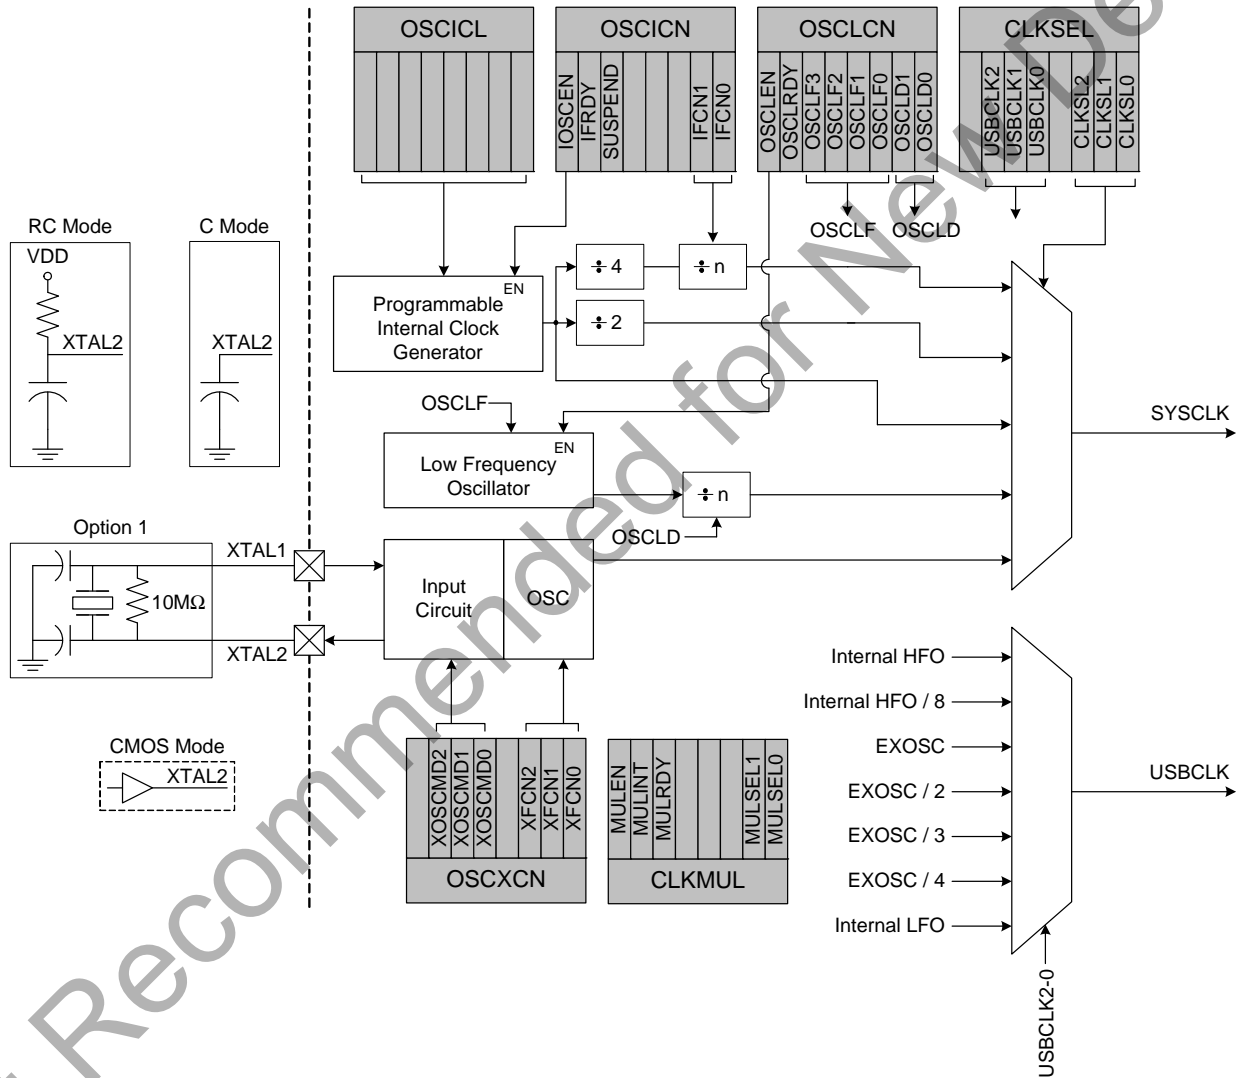 OSCICL
OSCICN
IOSCEN
IFRDY
SUSPEND
IFCN1
IFCN0
OSCLCN
OSCLEN
OSCLRDY
OSCLF3
OSCLF2
OSCLF1
OSCLF0
OSCLD1
OSCLD0
CLKSEL
USBCLK2
USBCLK1
USBCLK0
CLKSL2
CLKSL1
CLKSL0
OSCLF
OSCLD
RC Mode
VDD
XTAL2
C Mode
XTAL2
EN
Programmable
Internal Clock
Generator
÷ 4
÷ n
÷ 2
OSCLF
EN
Low Frequency
Oscillator
÷ n
OSCLD
SYSCLK
Option 1
10MΩ
XTAL1
XTAL2
Input
Circuit
OSC
CMOS Mode
XTAL2
XOSCMD2
XOSCMD1
XOSCMD0
XFCN2
XFCN1
XFCN0
OSCXCN
MULEN
MULINT
MULRDY
MULSEL1
MULSEL0
CLKMUL
Internal HFO
Internal HFO / 8
EXOSC
EXOSC / 2
EXOSC / 3
EXOSC / 4
Internal LFO
USBCLK
USBCLK2-0
Recommended for New De